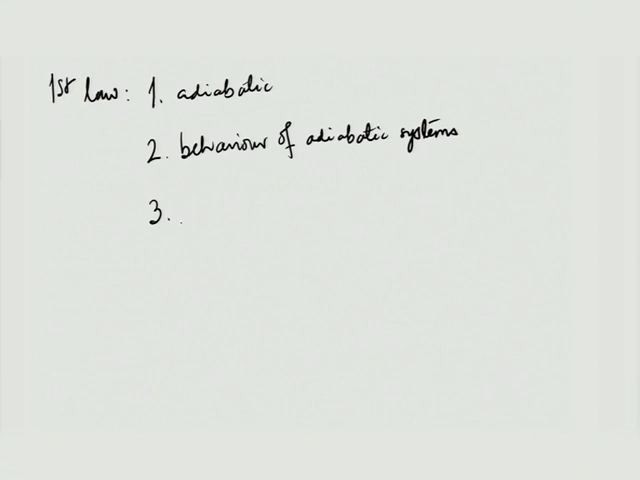 1st law: 1. adiabatic
2. behaviour of adiabatic systems
3.